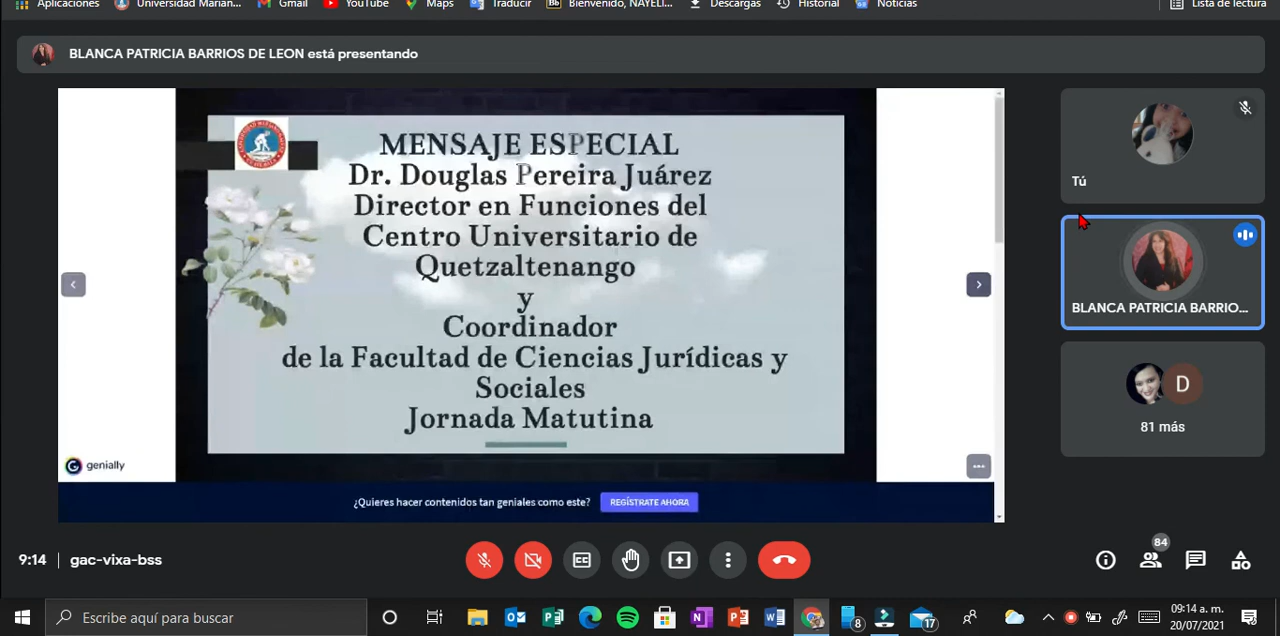 Aplicaciones Universidad Marian... Gmail YouTube Maps Traducir Bienvenido, NAYELI... Descargas Historial Noticias Lista de lectura
BLANCA PATRICIA BARRIOS DE LEON está presentando
MENSAJE ESPECIAL
Dr. Douglas Pereira Juárez
Director en Funciones del
Centro Universitario de
Quetzaltenango
y
Coordinador
de la Facultad de Ciencias Jurídicas y
Sociales
Jornada Matutina
genially
¿Quieres hacer contenidos tan geniales como este? REGÍSTRATE AHORA
Tú
BLANCA PATRICIA BARRIO...
D
81 más
9:14 | gac-vixa-bss
84
Escribe aquí para buscar
8
17
09:14 a. m.
20/07/2021